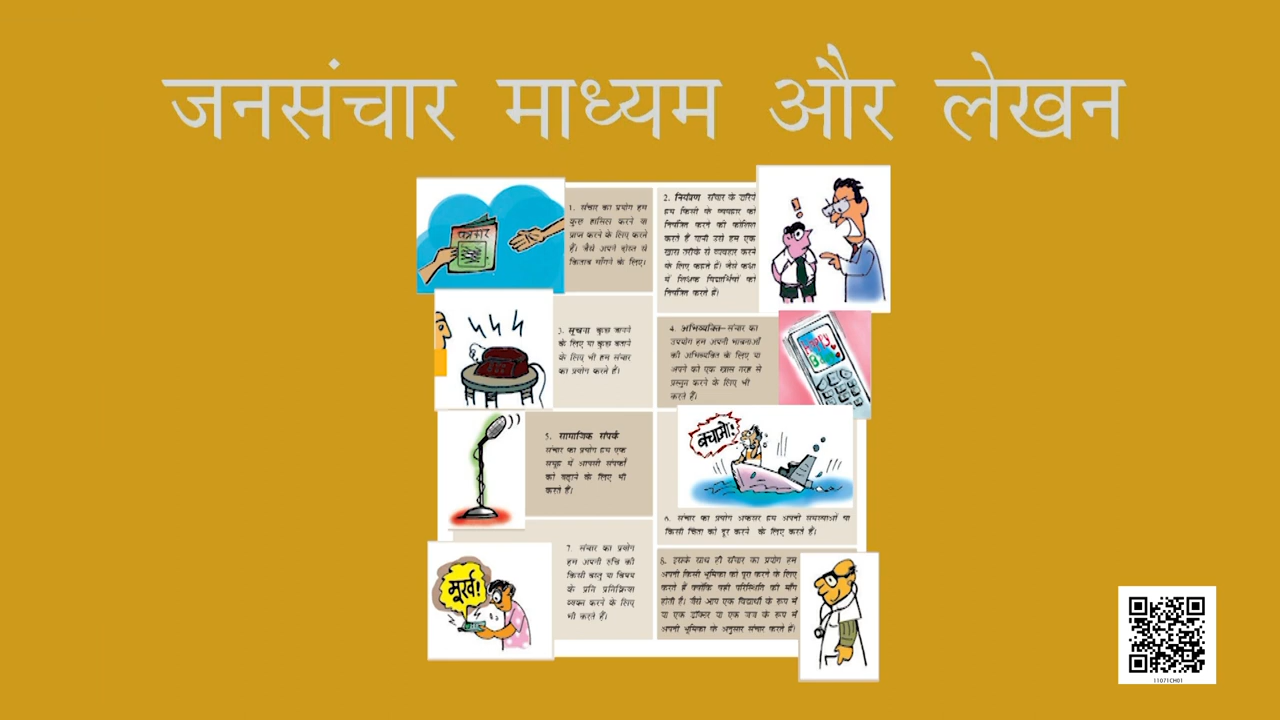 जनसंचार माध्यम और लेखन
पत्रकार
1. संचार का प्रयोग हम
कुछ हासिल करने या
प्राप्त करने के लिए करते
हैं। जैसे अपने दोस्त से
किताब माँगने के लिए।
2. नियंत्रण संचार के ज़रिये
हम किसी के व्यवहार को
नियंत्रित करने की कोशिश
करते हैं यानी उसे हम एक
खास तरीके से व्यवहार करने
के लिए कहते हैं। जैसे कक्षा
में शिक्षक विद्यार्थियों को
नियंत्रित करते हैं।
3. सूचना कुछ जानने
के लिए या कुछ बताने
के लिए भी हम संचार
का प्रयोग करते हैं।
4. अभिव्यक्ति–संचार का
उपयोग हम अपनी भावनाओं
की अभिव्यक्ति के लिए या
अपने को एक खास तरह से
प्रस्तुत करने के लिए भी
करते हैं।
5. सामाजिक संपर्क
संचार का प्रयोग हम एक
समूह में आपसी संपर्कों
को बढ़ाने के लिए भी
करते हैं।
बचाओ!
6. संचार का प्रयोग अकसर हम अपनी समस्याओं या
किसी चिंता को दूर करने के लिए करते हैं।
7. संचार का प्रयोग
हम अपनी रुचि की
किसी वस्तु या विषय
के प्रति प्रतिक्रिया
व्यक्त करने के लिए
भी करते हैं।
मूर्ख!
8. इसके साथ ही संचार का प्रयोग हम
अपनी किसी भूमिका को पूरा करने के लिए
करते हैं क्योंकि वही परिस्थिति की माँग
होती है। जैसे आप एक विद्यार्थी के रूप में
या एक डॉक्टर या एक जज के रूप में
अपनी भूमिका के अनुसार संचार करते हैं।
11071CH01